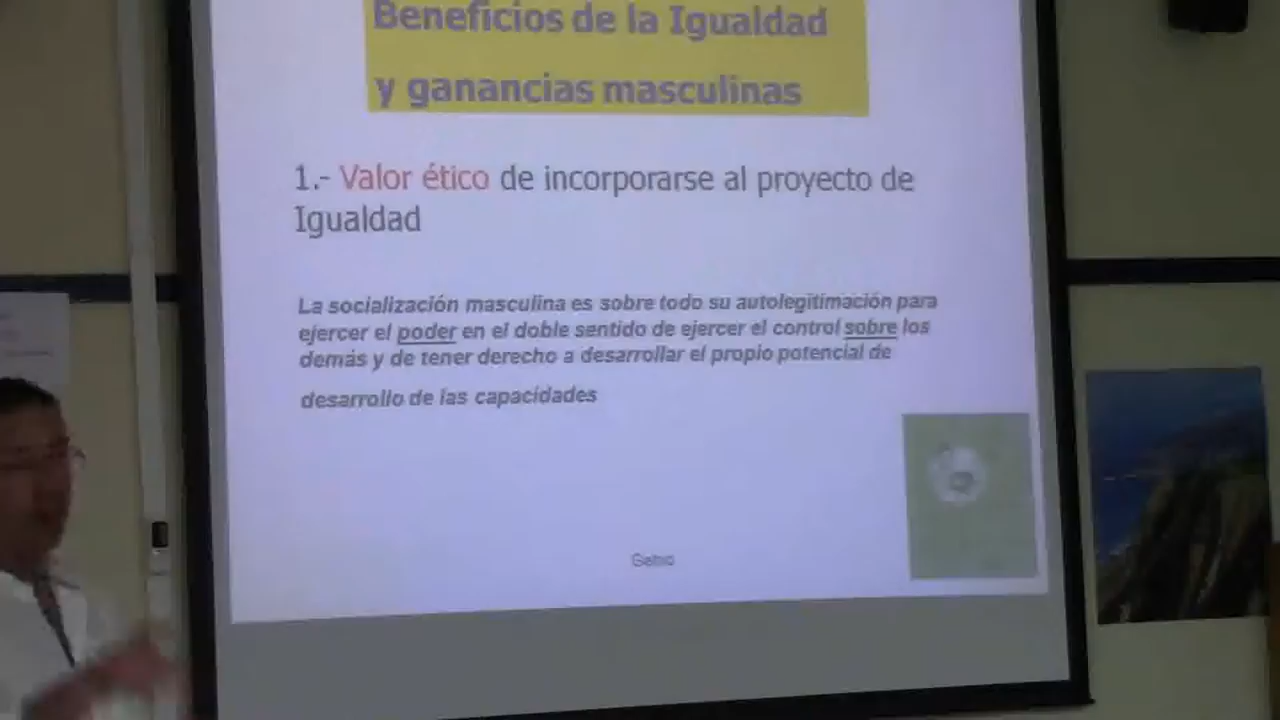 Beneficios de la Igualdad
y ganancias masculinas
1.- Valor ético de incorporarse al proyecto de
Igualdad
La socialización masculina es sobre todo su autolegitimación para
ejercer el poder en el doble sentido de ejercer el control sobre los
demás y de tener derecho a desarrollar el propio potencial de
desarrollo de las capacidades